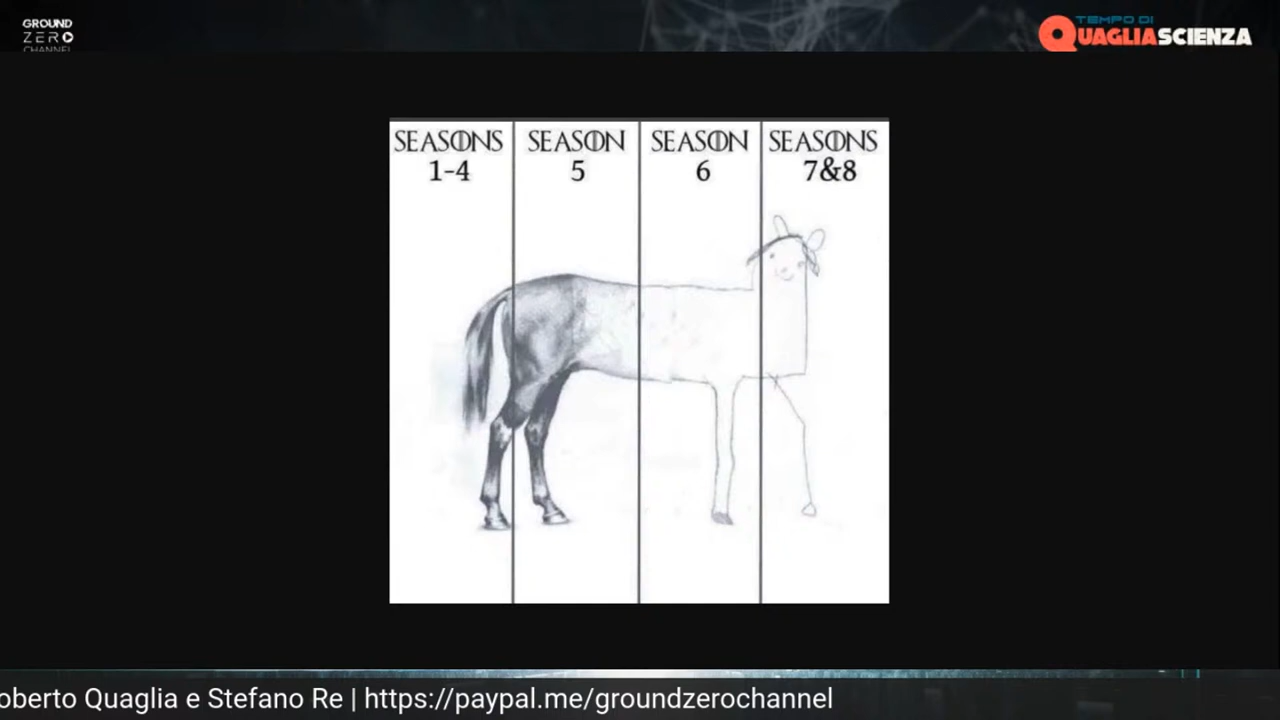 GROUND
ZERO
CHANNEL
TEMPO DI
QUAGLIASCIENZA
SEASONS
1-4
SEASON
5
SEASON
6
SEASONS
7&8
oberto Quaglia e Stefano Re | https://paypal.me/groundzerochannel